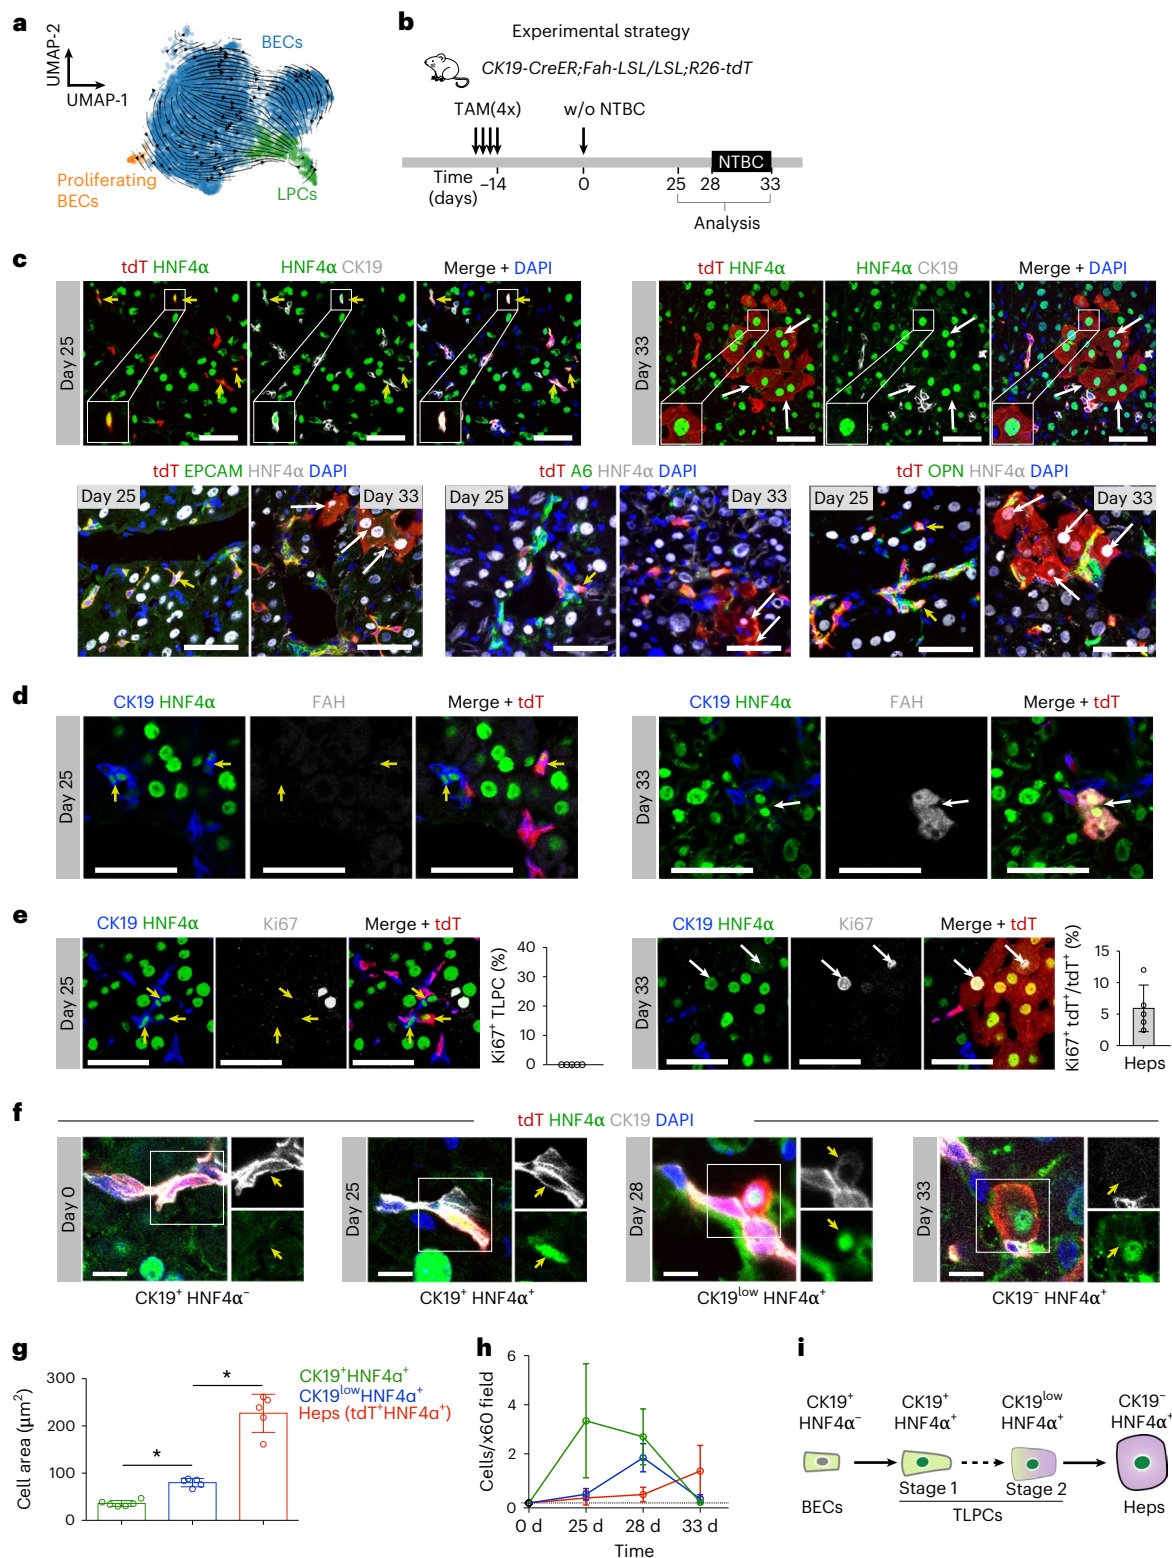 a
UMAP-2
UMAP-1
BECs
Proliferating
BECs
LPCs
b
Experimental strategy
CK19-CreER;Fah-LSL/LSL;R26-tdT
TAM(4x)
w/o NTBC
NTBC
Time
(days)
–14
0
25
28
33
Analysis
c
Day 25
tdT HNF4α
HNF4α CK19
Merge + DAPI
Day 33
tdT HNF4α
HNF4α CK19
Merge + DAPI
tdT EPCAM HNF4α DAPI
Day 25
Day 33
tdT A6 HNF4α DAPI
Day 25
Day 33
tdT OPN HNF4α DAPI
Day 25
Day 33
d
Day 25
CK19 HNF4α
FAH
Merge + tdT
Day 33
CK19 HNF4α
FAH
Merge + tdT
e
Day 25
CK19 HNF4α
Ki67
Merge + tdT
Ki67⁺ TLPC (%)
40
30
20
10
0
Day 33
CK19 HNF4α
Ki67
Merge + tdT
Ki67⁺ tdT⁺/tdT⁺ (%)
15
10
5
0
Heps
f
tdT HNF4α CK19 DAPI
Day 0
CK19⁺ HNF4α⁻
Day 25
CK19⁺ HNF4α⁺
Day 28
CK19ˡᵒʷ HNF4α⁺
Day 33
CK19⁻ HNF4α⁺
g
Cell area (μm²)
300
200
100
0
*
*
CK19⁺HNF4α⁺
CK19ˡᵒʷHNF4α⁺
Heps (tdT⁺HNF4α⁺)
h
Cells/x60 field
6
4
2
0
0 d
25 d
28 d
33 d
Time
i
CK19⁺
HNF4α⁻
CK19⁺
HNF4α⁺
CK19ˡᵒʷ
HNF4α⁺
CK19⁻
HNF4α⁺
Stage 1
Stage 2
BECs
TLPCs
Heps